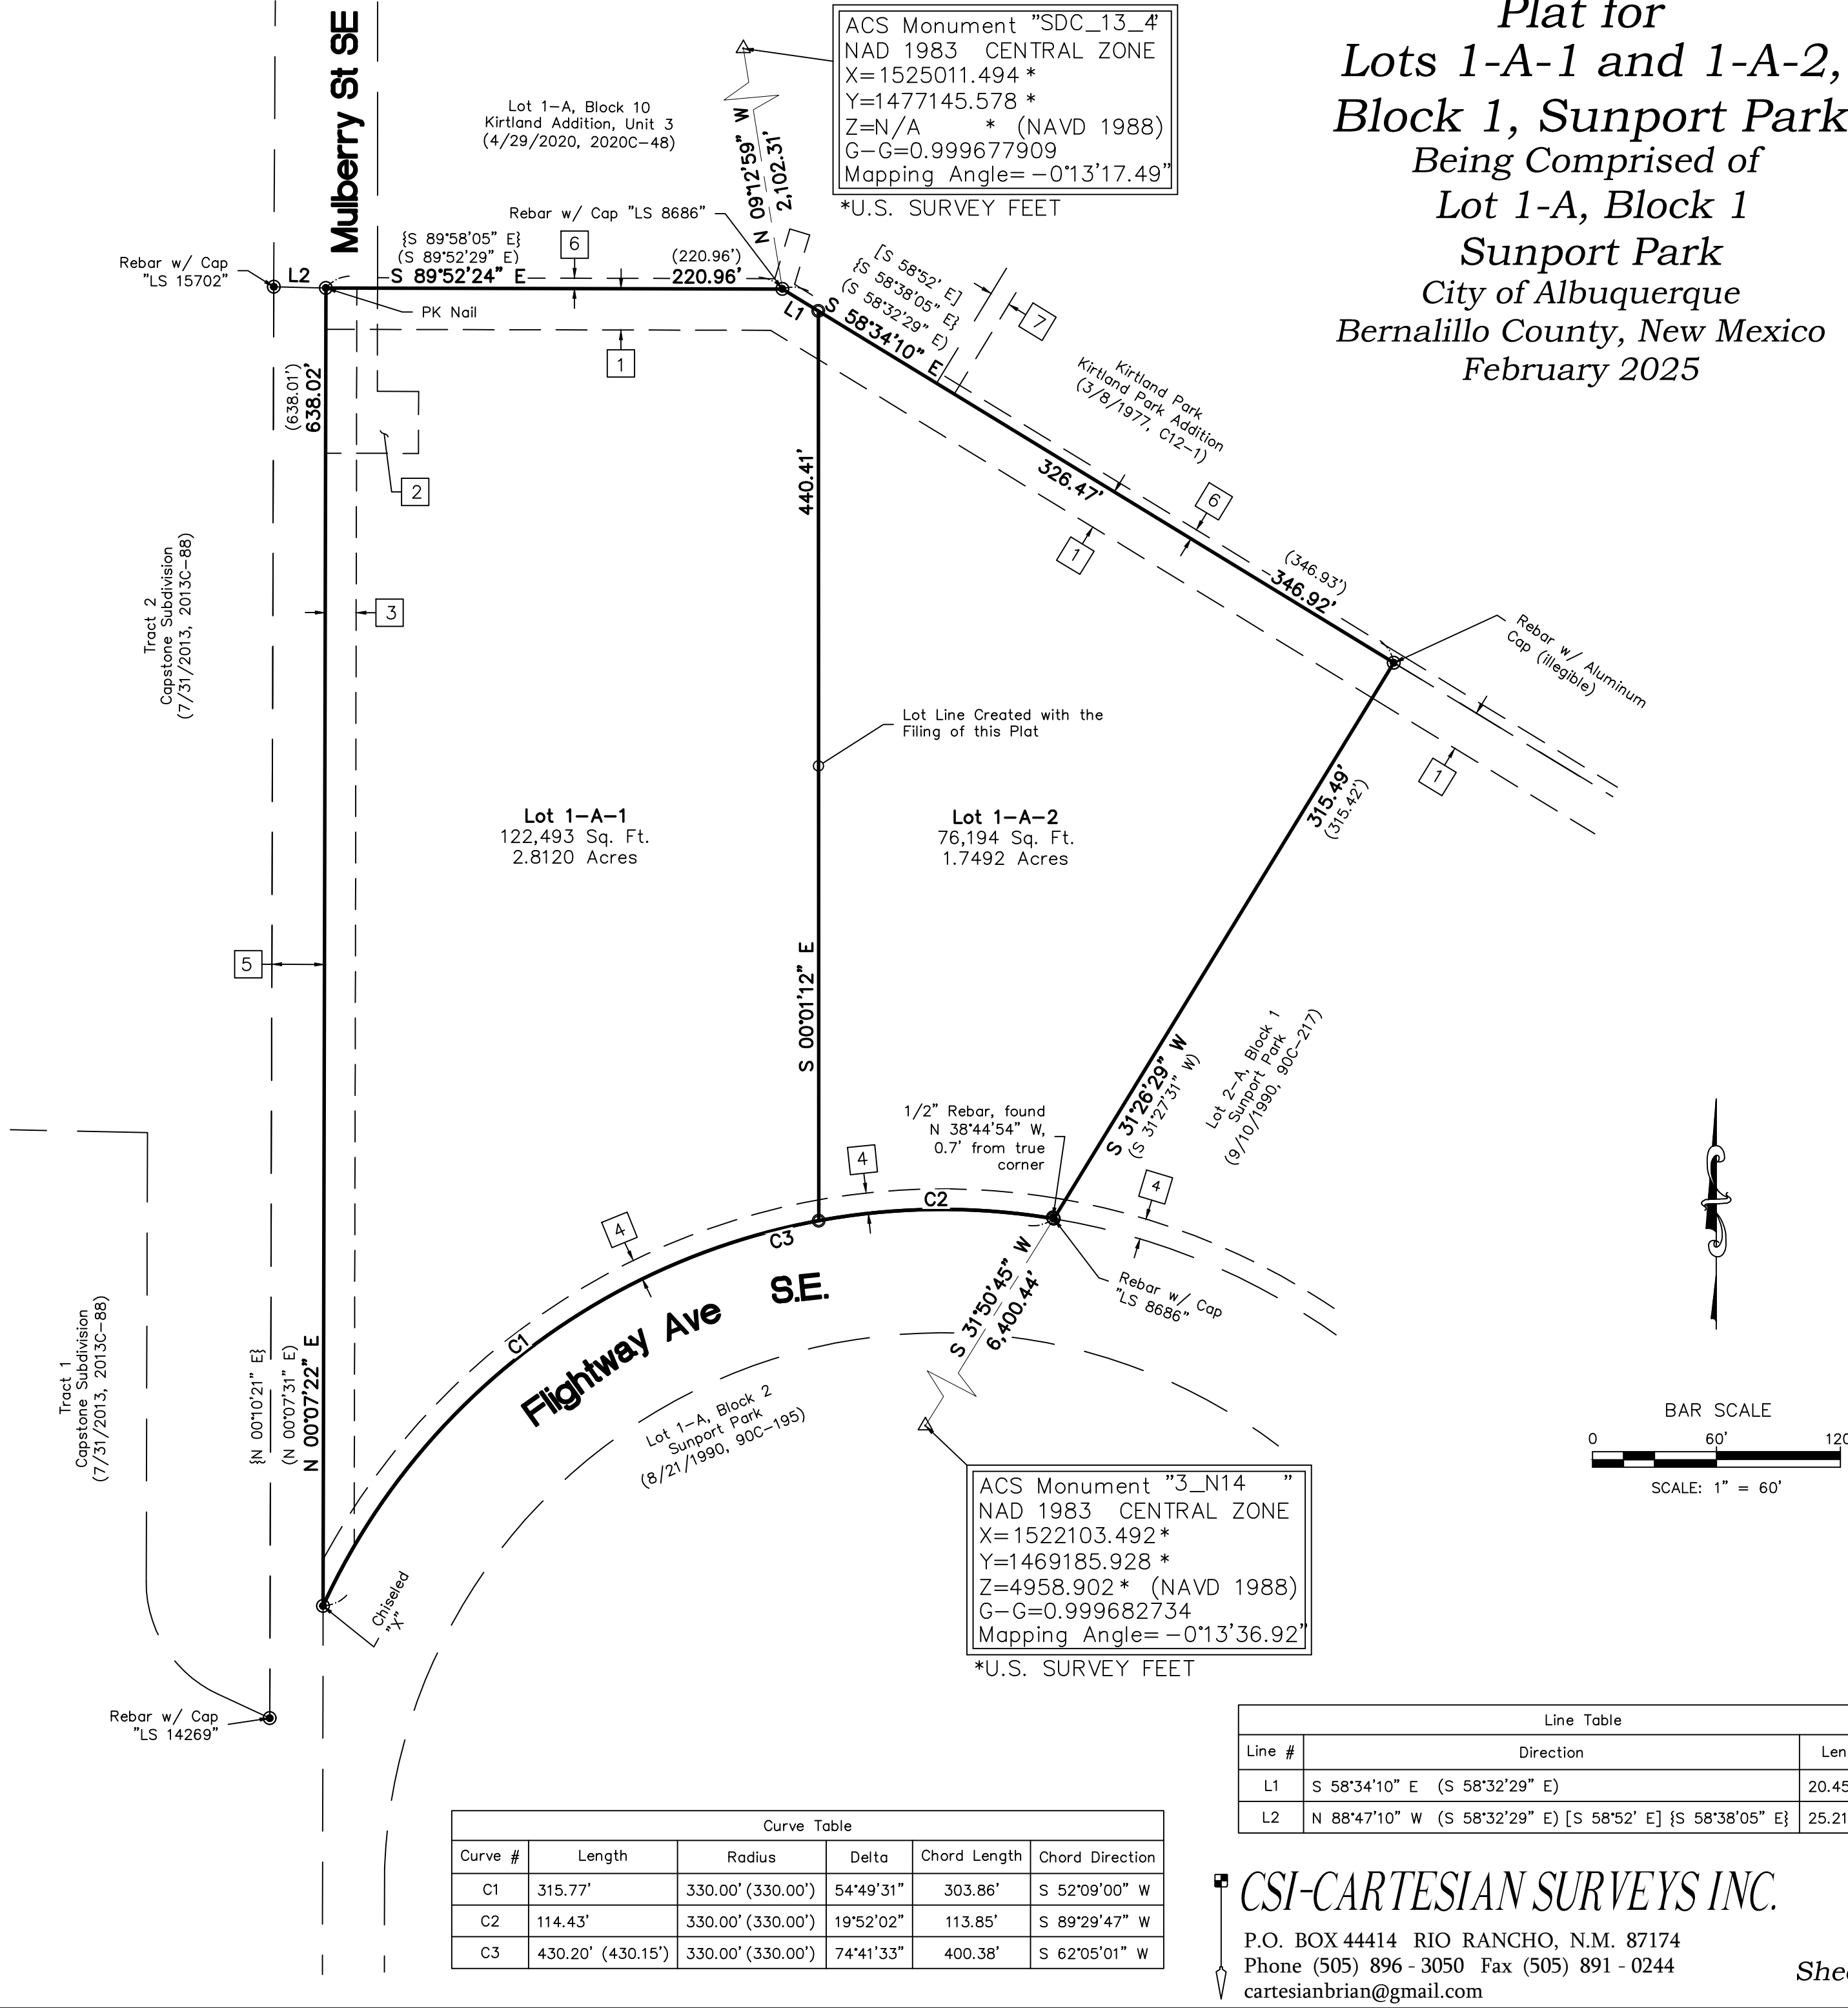 Plat for
Lots 1-A-1 and 1-A-2,
Block 1, Sunport Park
Being Comprised of
Lot 1-A, Block 1
Sunport Park
City of Albuquerque
Bernalillo County, New Mexico
February 2025
ACS Monument "SDC_13_4"
NAD 1983 CENTRAL ZONE
X=1525011.494 *
Y=1477145.578 *
Z=N/A * (NAVD 1988)
G-G=0.999677909
Mapping Angle= -0°13'17.49"
*U.S. SURVEY FEET
Mulberry St SE
Lot 1-A, Block 10
Kirtland Addition, Unit 3
(4/29/2020, 2020C-48)
N 09°12'59" W
2,102.31'
Rebar w/ Cap "LS 8686"
Rebar w/ Cap
"LS 15702"
L2
{S 89°58'05" E}
(S 89°52'29" E)
S 89°52'24" E
6
(220.96')
220.96'
PK Nail
L1
1
[S 58°52' E]
{S 58°38'05" E}
(S 58°32'29" E)
S 58°34'10" E
7
Kirtland Park
Kirtland Park Addition
(3/8/1977, C12-1)
326.47'
6
1
(346.93')
346.92'
Rebar w/ Aluminum
Cap (illegible)
1
(638.01')
638.02'
2
3
440.41'
Tract 2
Capstone Subdivision
(7/31/2013, 2013C-88)
Lot Line Created with the
Filing of this Plat
Lot 1-A-1
122,493 Sq. Ft.
2.8120 Acres
Lot 1-A-2
76,194 Sq. Ft.
1.7492 Acres
315.49'
(315.42')
5
S 00°01'12" E
S 31°26'29" W
(S 31°27'31" W)
Lot 2-A, Block 1
Sunport Park
(9/10/1990, 90C-217)
1/2" Rebar, found
N 38°44'54" W,
0.7' from true
corner
4
4
4
C2
C3
C1
Flightway Ave S.E.
S 31°50'45" W
6,400.44'
Rebar w/ Cap
"LS 8686"
Tract 1
Capstone Subdivision
(7/31/2013, 2013C-88)
{N 00°10'21" E}
(N 00°07'31" E)
N 00°07'22" E
Lot 1-A, Block 2
Sunport Park
(8/21/1990, 90C-195)
Chiseled
"X"
Rebar w/ Cap
"LS 14269"
ACS Monument "3_N14 "
NAD 1983 CENTRAL ZONE
X=1522103.492 *
Y=1469185.928 *
Z=4958.902 * (NAVD 1988)
G-G=0.999682734
Mapping Angle= -0°13'36.92"
*U.S. SURVEY FEET
BAR SCALE
0 60' 120
SCALE: 1" = 60'
Line Table
Line # Direction Len
L1 S 58°34'10" E (S 58°32'29" E) 20.45
L2 N 88°47'10" W (S 58°32'29" E) [S 58°52' E] {S 58°38'05" E} 25.21
Curve Table
Curve # Length Radius Delta Chord Length Chord Direction
C1 315.77' 330.00' (330.00') 54°49'31" 303.86' S 52°09'00" W
C2 114.43' 330.00' (330.00') 19°52'02" 113.85' S 89°29'47" W
C3 430.20' (430.15') 330.00' (330.00') 74°41'33" 400.38' S 62°05'01" W
CSI-CARTESIAN SURVEYS INC.
P.O. BOX 44414 RIO RANCHO, N.M. 87174
Phone (505) 896 - 3050 Fax (505) 891 - 0244
cartesianbrian@gmail.com
Shee